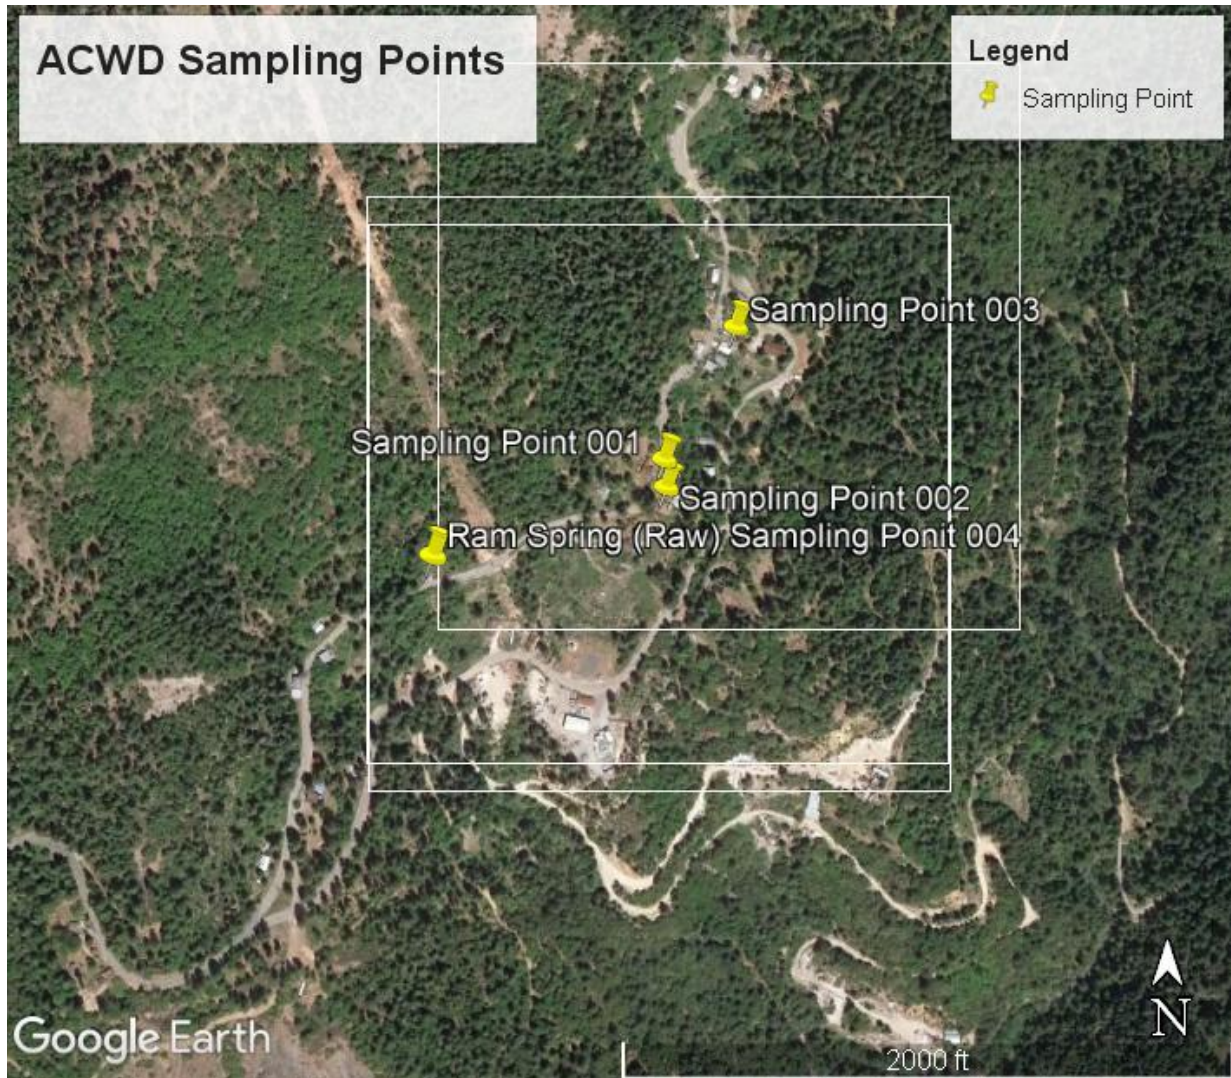 ACWD Sampling Points
Legend
Sampling Point
Sampling Point 003
Sampling Point 001
Sampling Point 002
Ram Spring (Raw) Sampling Ponit 004
N
Google Earth
2000 ft